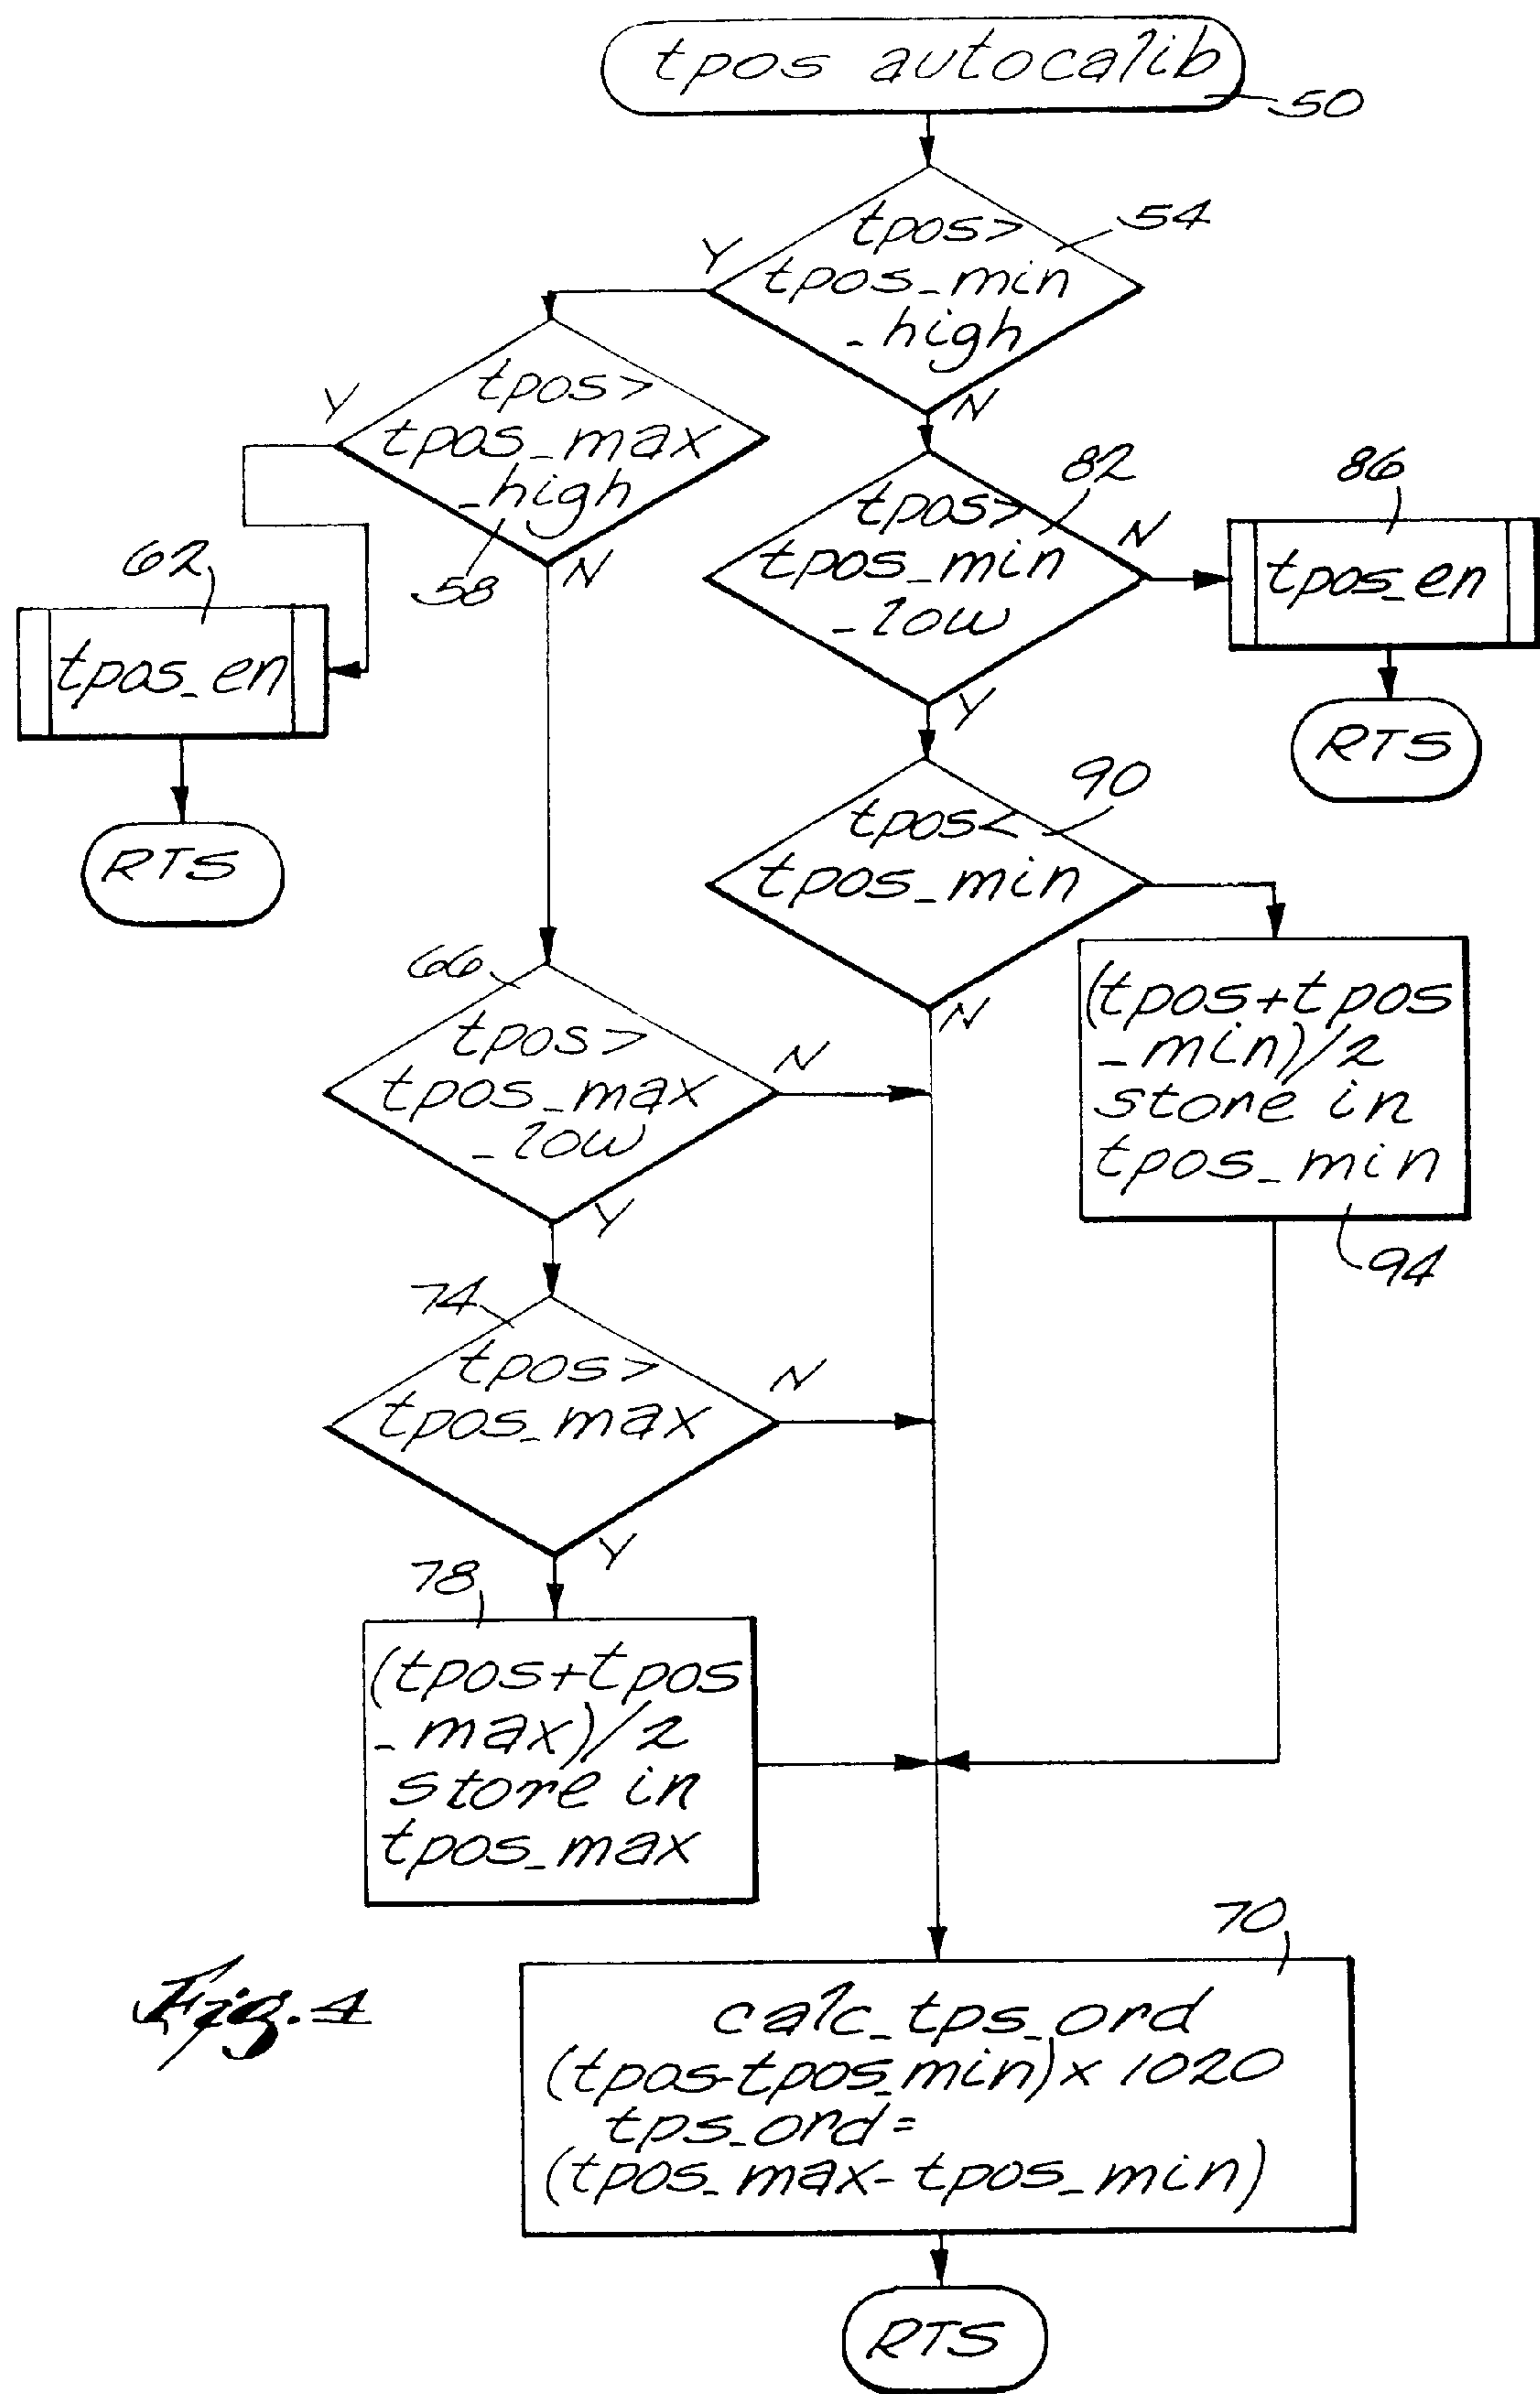 tpos autocalib
50
tpos>
tpos_min
_high
54
Y
N
tpos>
tpos_max
_high
58
Y
N
tpos>
tpos_min
_low
82
N
Y
86
tpos_en
RTS
62
tpos_en
RTS
tpos<
tpos_min
90
N
(tpos+tpos
_min)/2
store in
tpos_min
94
66
tpos>
tpos_max
_low
N
Y
74
tpos>
tpos_max
N
Y
78
(tpos+tpos
_max)/2
store in
tpos_max
70
calc_tps_ord
(tpos-tpos_min)x 1020
tps_ord=
(tpos_max-tpos_min)
RTS
Fig. 4